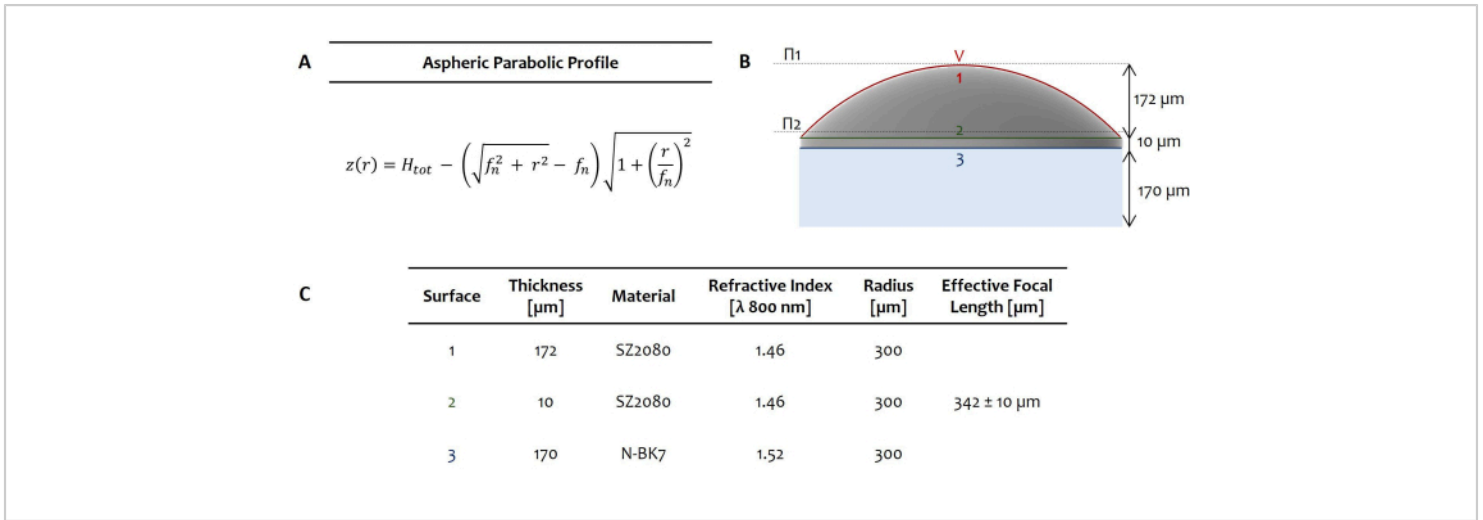 A
Aspheric Parabolic Profile
z(r) = H_tot − (√(f_n² + r²) − f_n) √(1 + (r/f_n)²)
B
Π1
V
1
172 µm
Π2
2
10 µm
3
170 µm
C
Surface Thickness [µm] Material Refractive Index [λ 800 nm] Radius [µm] Effective Focal Length [µm]
1 172 SZ2080 1.46 300
2 10 SZ2080 1.46 300 342 ± 10 µm
3 170 N-BK7 1.52 300